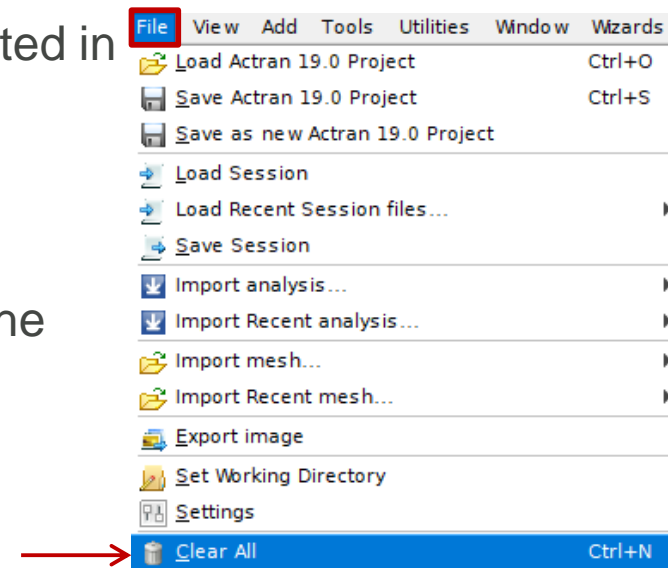 ted in
File View Add Tools Utilities Window Wizards
Load Actran 19.0 Project Ctrl+O
Save Actran 19.0 Project Ctrl+S
Save as new Actran 19.0 Project
Load Session
Load Recent Session files...
Save Session
Import analysis...
he
Import Recent analysis...
Import mesh...
Import Recent mesh...
Export image
Set Working Directory
Settings
Clear All Ctrl+N